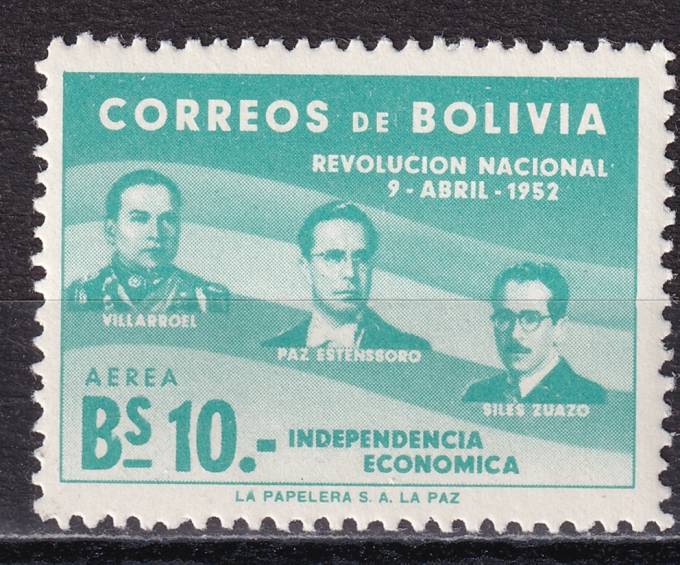 CORREOS DE BOLIVIA
REVOLUCION NACIONAL
9 - ABRIL - 1952
VILLARROEL
PAZ ESTENSSORO
SILES ZUAZO
AEREA
BS 10.-
INDEPENDENCIA
ECONOMICA
LA PAPELERA S. A. LA PAZ